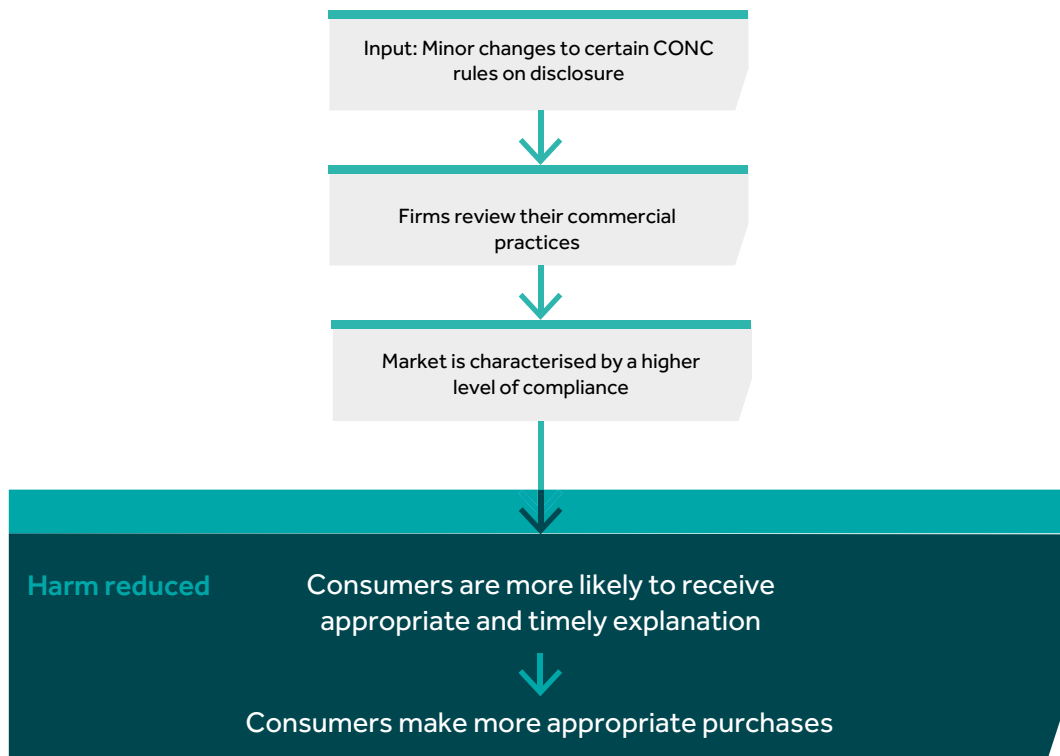 Input: Minor changes to certain CONC
rules on disclosure
Firms review their commercial
practices
Market is characterised by a higher
level of compliance
Harm reduced
Consumers are more likely to receive
appropriate and timely explanation
Consumers make more appropriate purchases